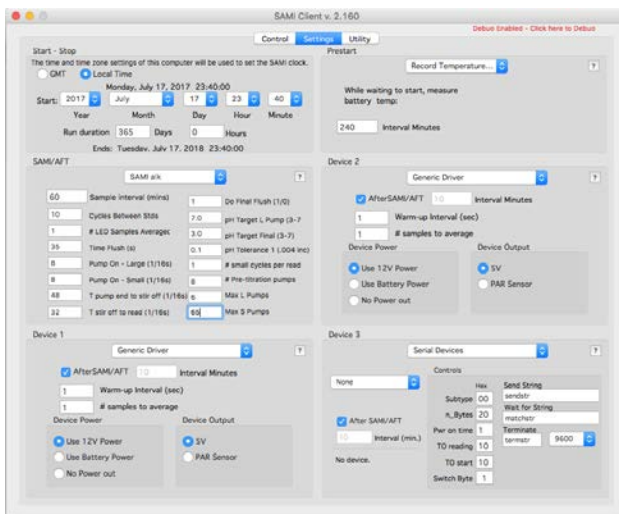 SAMI Client v. 2.160
Debug Enabled - Click here to Debug
Control Settings Utility
Start - Stop
The time and time zone settings of this computer will be used to set the SAMI clock.
GMT Local Time
Monday, July 17, 2017 23:40:00
Start: 2017 July 17 23 40
Year Month Day Hour Minute
Run duration 365 Days 0 Hours
Ends: Tuesday, July 17, 2018 23:40:00
Prestart
Record Temperature... ?
While waiting to start, measure
battery temp:
240 Interval Minutes
SAMI/AFT
SAMI alk ?
60 Sample interval (mins) 1 Do Final Flush (1/0)
10 Cycles Between Stds 7.0 pH Target L Pump (3-7
1 # LED Samples Averaged 3.0 pH Target Final (3-7)
35 Time Flush (s) 0.1 pH Tolerance 1 (.004 inc)
8 Pump On - Large (1/16s) 1 # small cycles per read
8 Pump On - Small (1/16s) 8 # Pre-titration pumps
48 T pump end to stir off (1/16s) 6 Max L Pumps
32 T stir off to read (1/16s) 65 Max S Pumps
Device 2
Generic Driver ?
AfterSAMI/AFT 10 Interval Minutes
1 Warm-up Interval (sec)
1 # samples to average
Device Power Device Output
Use 12V Power 5V
Use Battery Power PAR Sensor
No Power out
Device 1
Generic Driver ?
AfterSAMI/AFT 10 Interval Minutes
1 Warm-up Interval (sec)
1 # samples to average
Device Power Device Output
Use 12V Power 5V
Use Battery Power PAR Sensor
No Power out
Device 3
Serial Devices ?
None
After SAMI/AFT
10 Interval (min.)
No device.
Controls
Hex Send String
Subtype 00 sendstr
n_Bytes 20 Wait for String
matchstr
Pwr on time 1 Terminate
TO reading 10 termstr 9600
TO start 10
Switch Byte 1